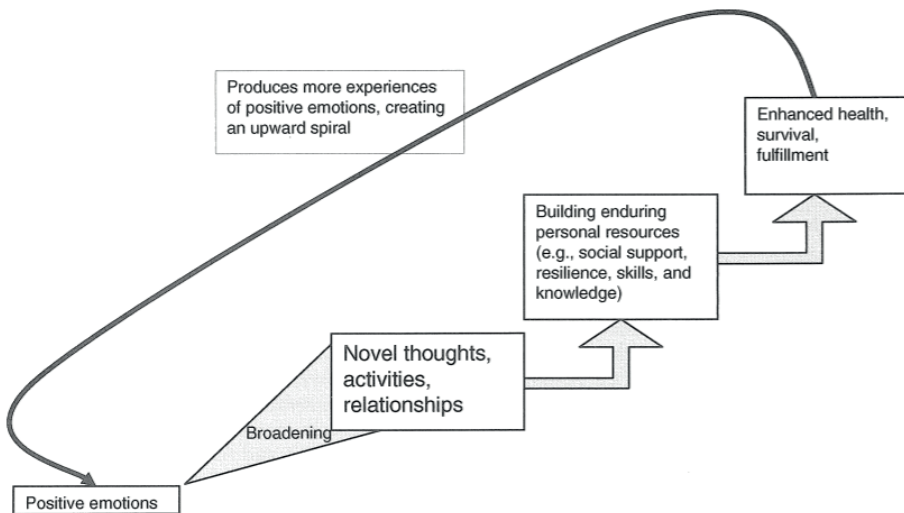 Produces more experiences
of positive emotions, creating
an upward spiral
Enhanced health,
survival,
fulfillment
Building enduring
personal resources
(e.g., social support,
resilience, skills, and
knowledge)
Novel thoughts,
activities,
relationships
Broadening
Positive emotions